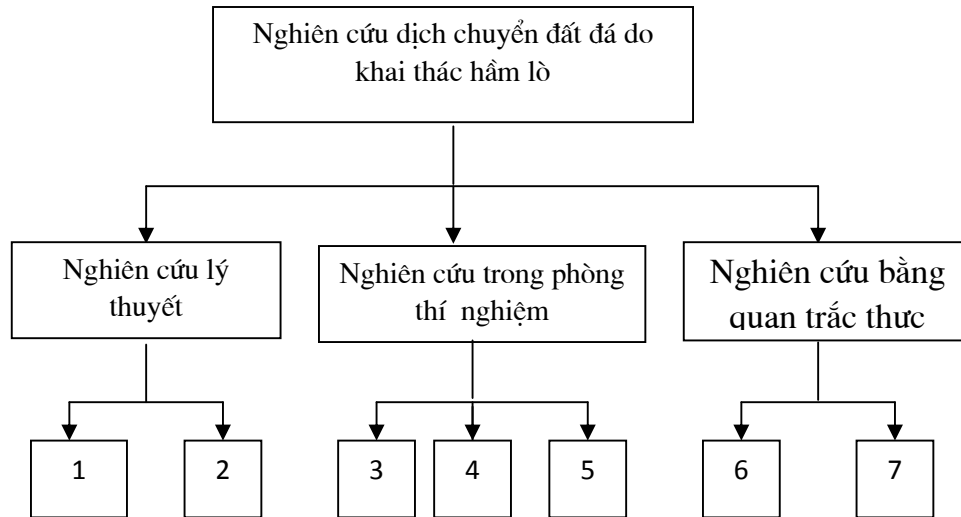 Nghiên cứu dịch chuyển đất đá do
khai thác hầm lò
Nghiên cứu lý
thuyết
Nghiên cứu trong phòng
thí nghiệm
Nghiên cứu bằng
quan trắc thực
1
2
3
4
5
6
7